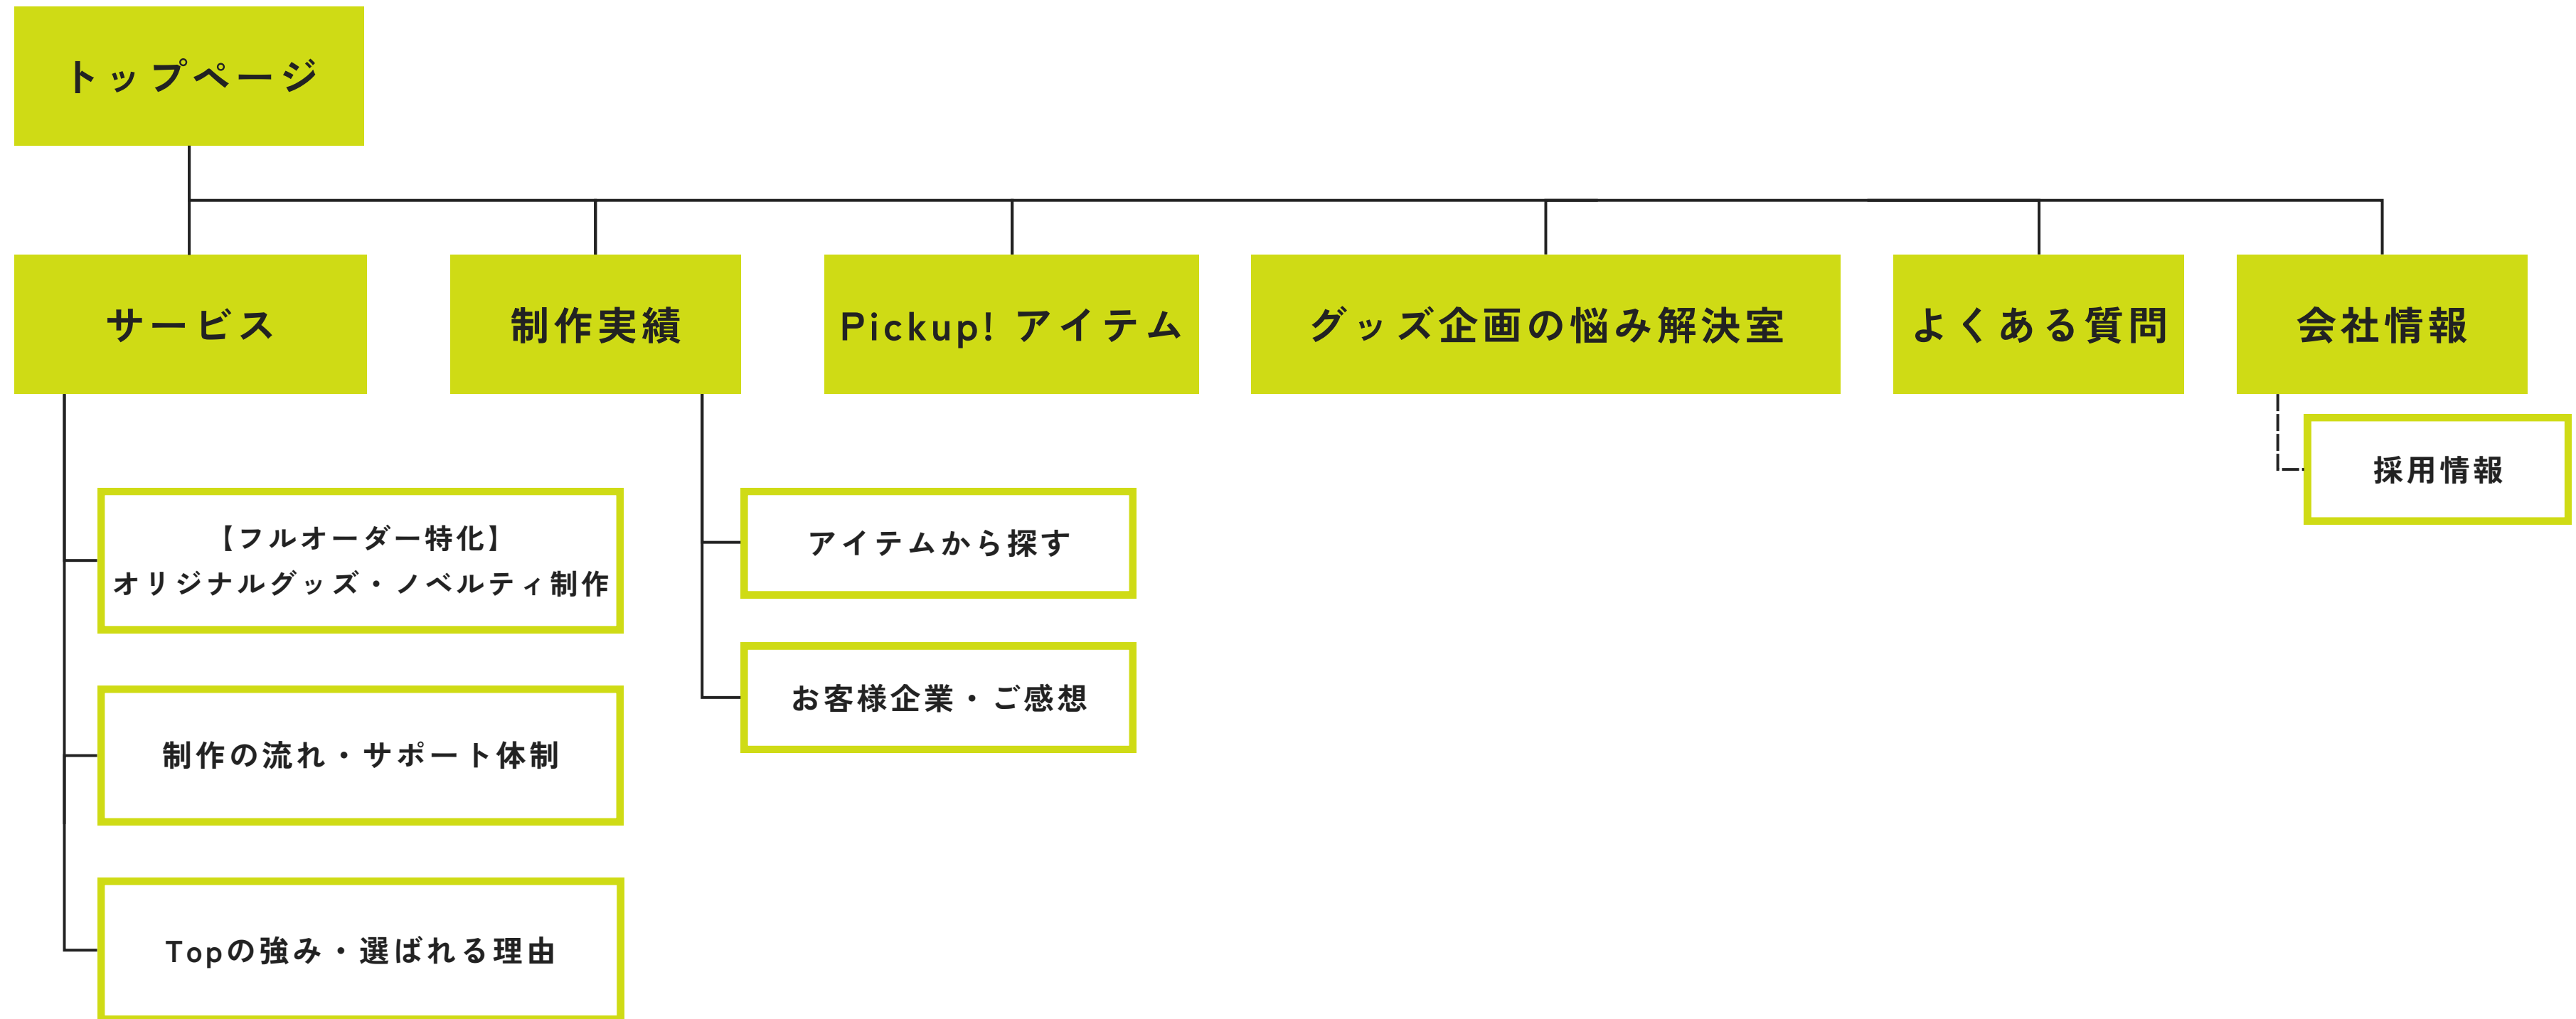 トップページ
サービス
制作実績
Pickup! アイテム
グッズ企画の悩み解決室
よくある質問
会社情報
採用情報
【フルオーダー特化】
オリジナルグッズ・ノベルティ制作
制作の流れ・サポート体制
Topの強み・選ばれる理由
アイテムから探す
お客様企業・ご感想